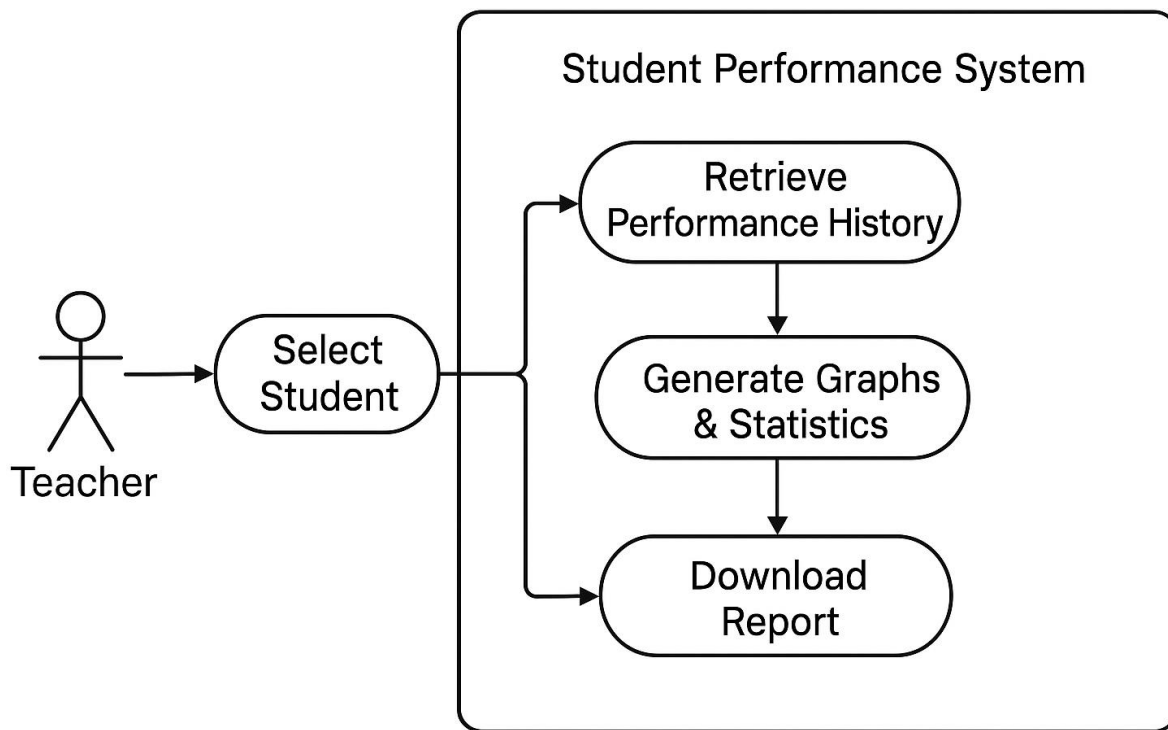 Student Performance System
Retrieve
Performance History
Select
Student
Generate Graphs
& Statistics
Teacher
Download
Report